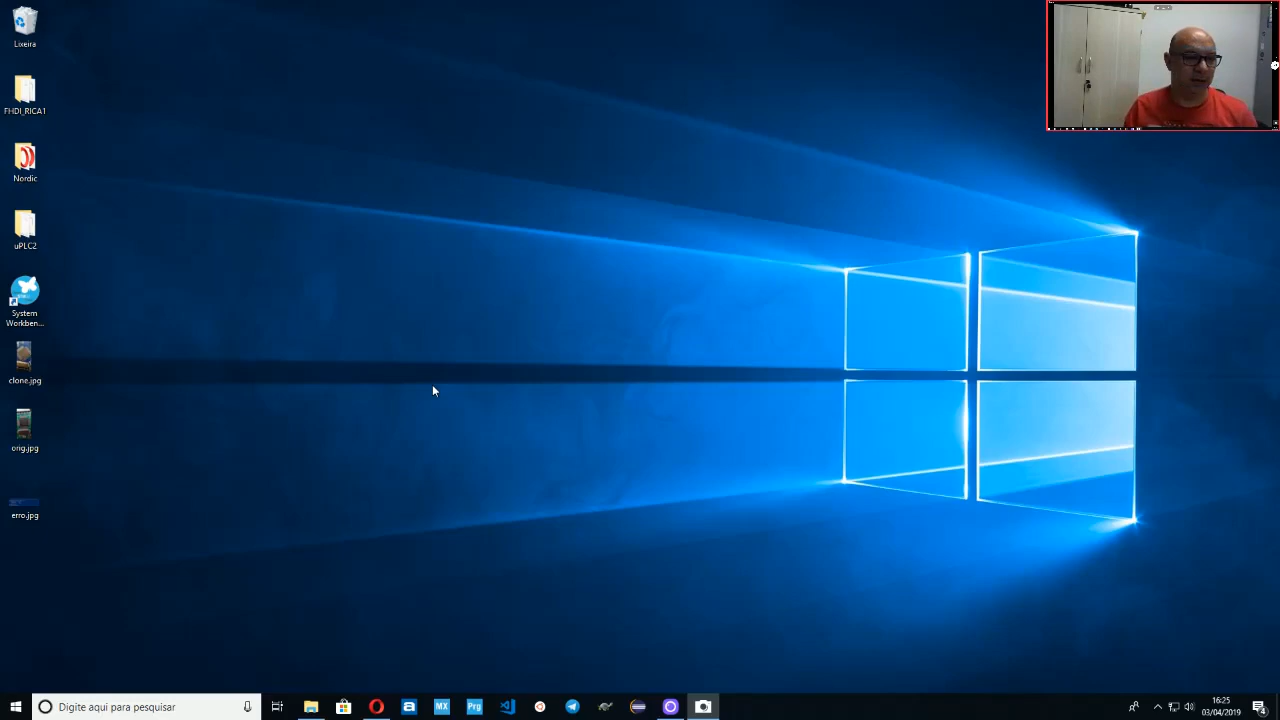 Lixeira
FHDI_RICA1
Nordic
uPLC2
System
Workben...
clone.jpg
orig.jpg
erro.jpg
Digite aqui para pesquisar
MX
Prg
16:25
03/04/2019
4